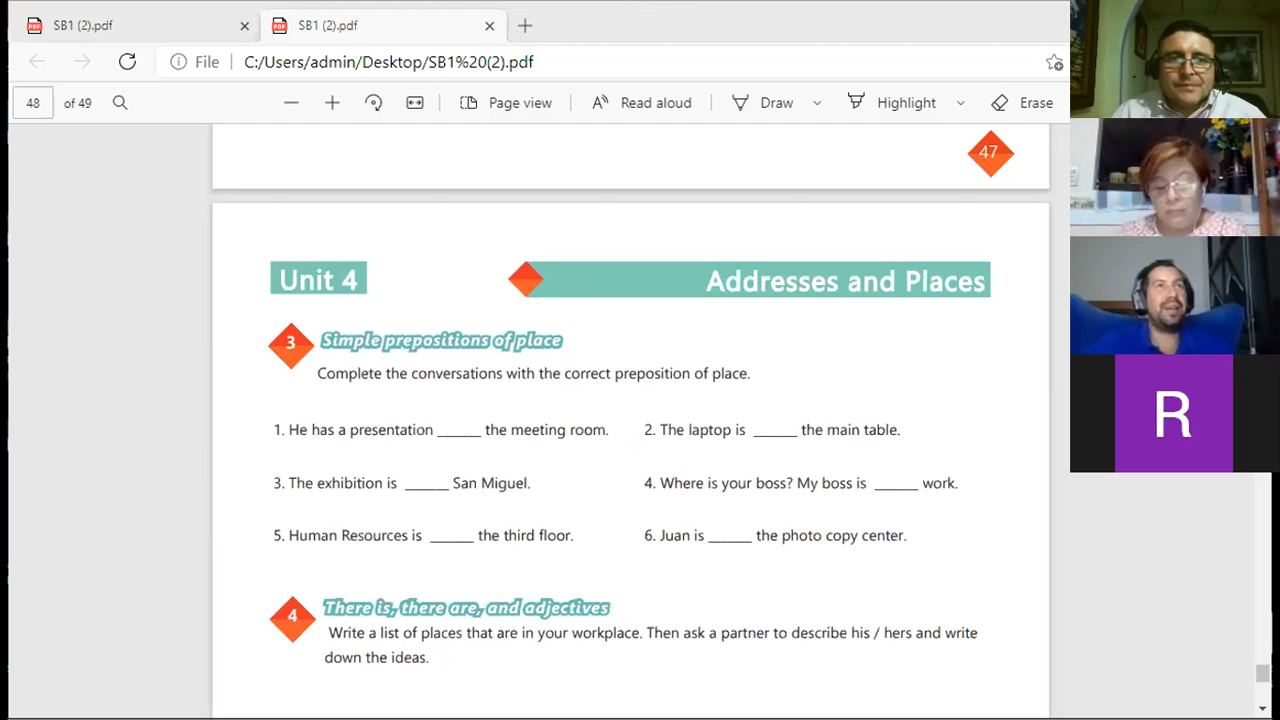 SB1 (2).pdf
SB1 (2).pdf
File C:/Users/admin/Desktop/SB1%20(2).pdf
48 of 49 Page view Read aloud Draw Highlight Erase
47
Unit 4 Addresses and Places
3 Simple prepositions of place
Complete the conversations with the correct preposition of place.
1. He has a presentation ______ the meeting room. 2. The laptop is ______ the main table.
3. The exhibition is ______ San Miguel. 4. Where is your boss? My boss is ______ work.
5. Human Resources is ______ the third floor. 6. Juan is ______ the photo copy center.
4 There is, there are, and adjectives
Write a list of places that are in your workplace. Then ask a partner to describe his / hers and write
down the ideas.
R